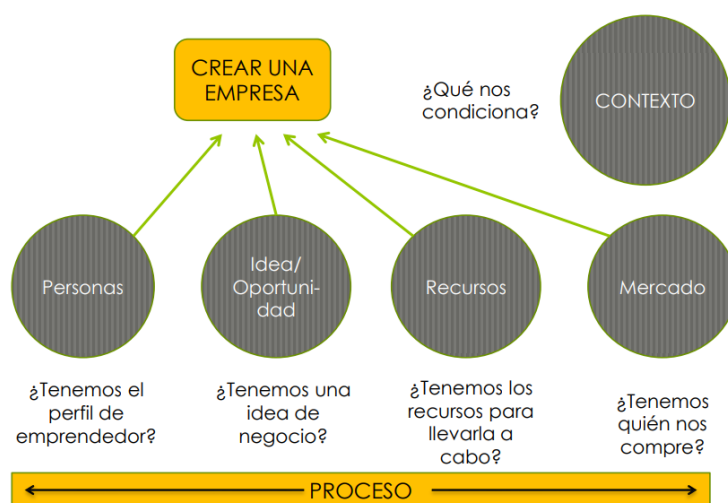 CREAR UNA
EMPRESA
¿Qué nos
condiciona?
CONTEXTO
Personas
Idea/
Oportuni-
dad
Recursos
Mercado
¿Tenemos el
perfil de
emprendedor?
¿Tenemos una
idea de
negocio?
¿Tenemos los
recursos para
llevarla a
cabo?
¿Tenemos
quién nos
compre?
PROCESO